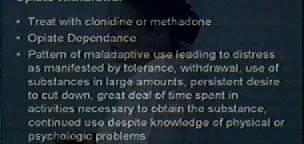 Opiate Withdrawal
• Treat with clonidine or methadone
• Opiate Dependance
• Pattern of maladaptive use leading to distress
as manifested by tolerance, withdrawal, use of
substances in large amounts, persistent desire
to cut down, great deal of time spent in
activities necessary to obtain the substance,
continued use despite knowledge of physical or
psychologic problems